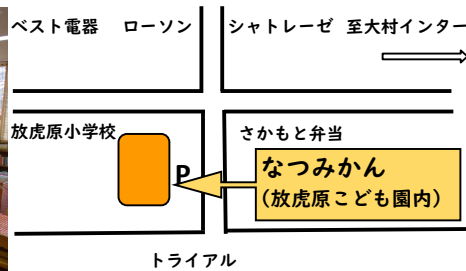 ベスト電器 ローソン シャトレーゼ 至大村インター
放虎原小学校 さかもと弁当
P
なつみかん
(放虎原こども園内)
トライアル